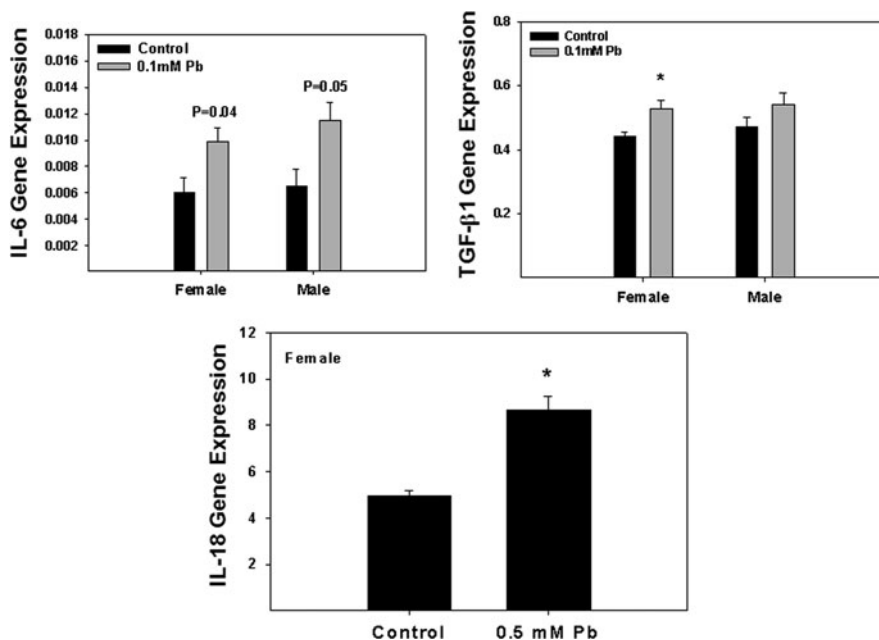 IL-6 Gene Expression
0.018
0.016
0.014
0.012
0.010
0.008
0.006
0.004
0.002
Control
0.1mM Pb
P=0.04
P=0.05
Female
Male
TGF-β1 Gene Expression
0.8
0.6
0.4
0.2
Control
0.1mM Pb
*
Female
Male
IL-18 Gene Expression
12
10
8
6
4
2
Female
*
Control
0.5 mM Pb